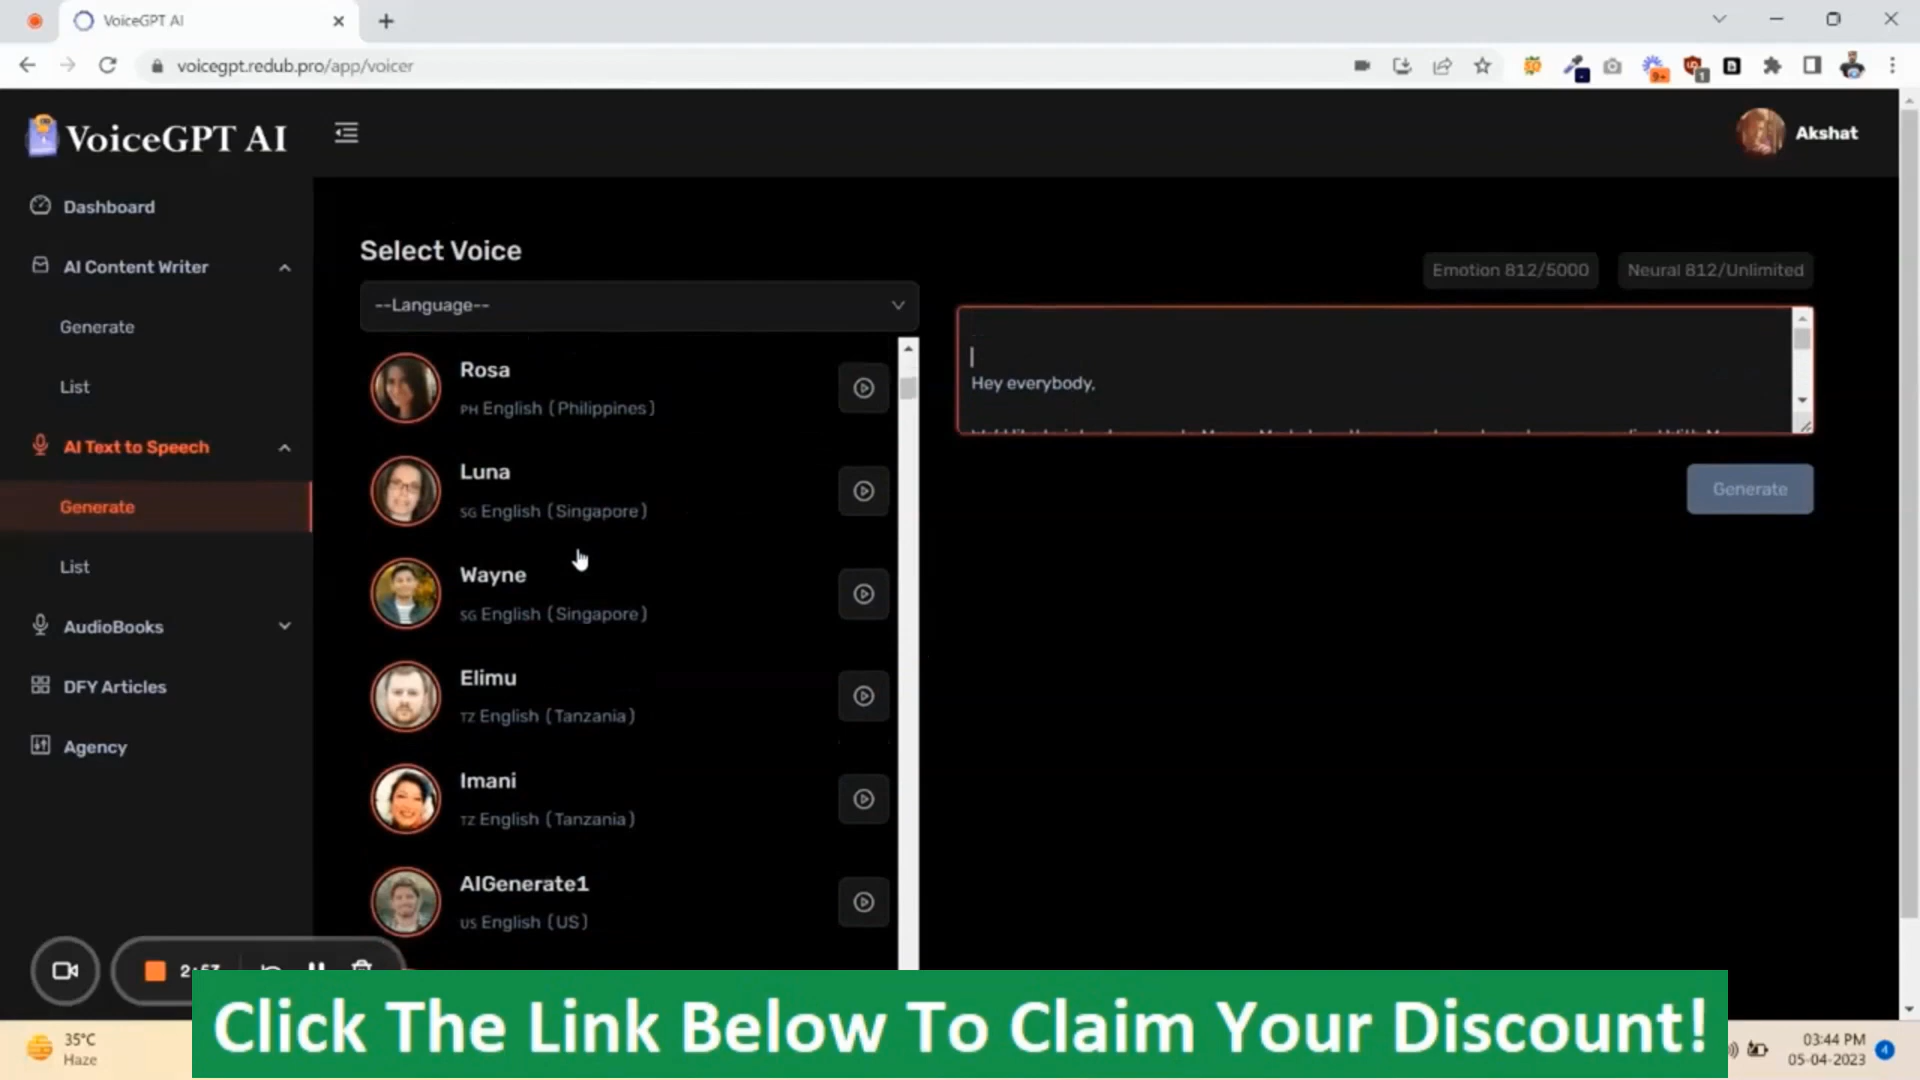 VoiceGPT AI
voicegpt.redub.pro/app/voicer
9+
1
VoiceGPT AI
Akshat
Dashboard
AI Content Writer
Generate
List
AI Text to Speech
Generate
List
AudioBooks
DFY Articles
Agency
Select Voice
--Language--
Rosa
PH English (Philippines)
Luna
SG English (Singapore)
Wayne
SG English (Singapore)
Elimu
TZ English (Tanzania)
Imani
TZ English (Tanzania)
AIGenerate1
US English (US)
Emotion 812/5000
Neural 812/Unlimited
Hey everybody,
Generate
Click The Link Below To Claim Your Discount!
35°C
Haze
03:44 PM
05-04-2023
4